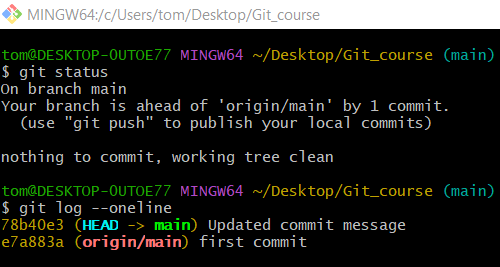 MINGW64:/c/Users/tom/Desktop/Git_course
tom@DESKTOP-OUTOE77 MINGW64 ~/Desktop/Git_course (main)
$ git status
On branch main
Your branch is ahead of 'origin/main' by 1 commit.
  (use "git push" to publish your local commits)

nothing to commit, working tree clean

tom@DESKTOP-OUTOE77 MINGW64 ~/Desktop/Git_course (main)
$ git log --oneline
78b40e3 (HEAD -> main) Updated commit message
e7a883a (origin/main) first commit